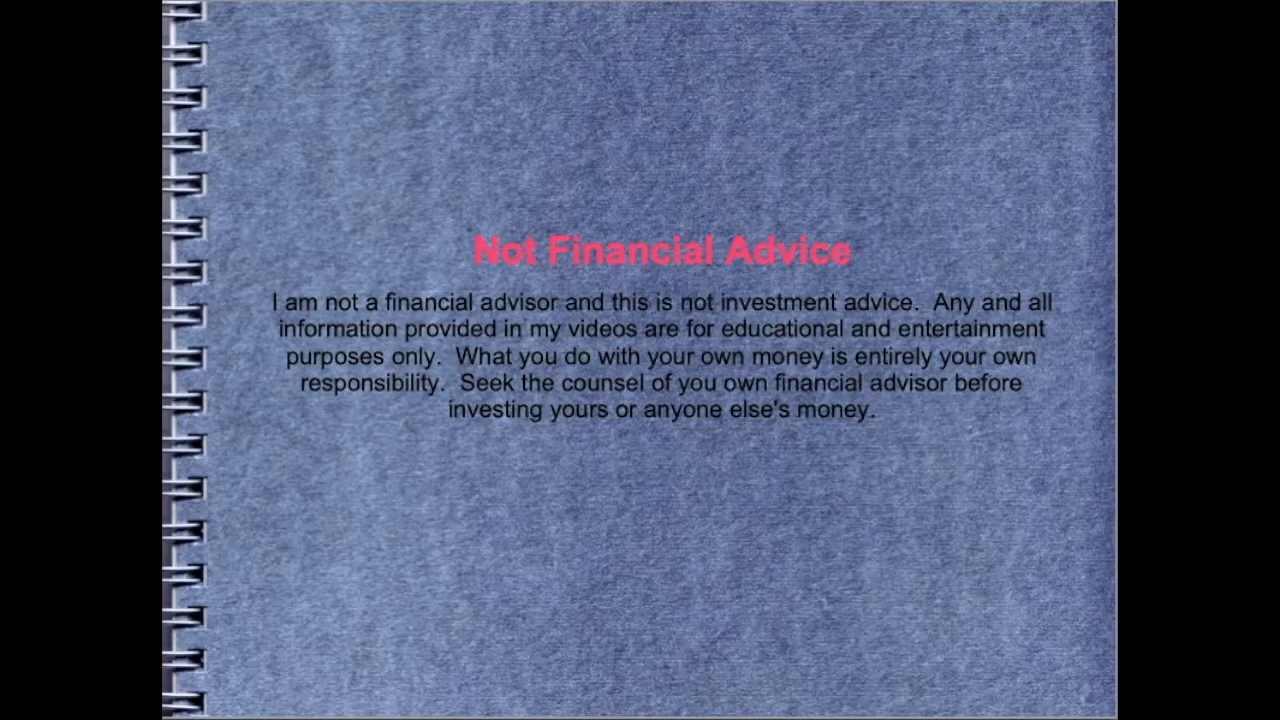 Not Financial Advice
I am not a financial advisor and this is not investment advice.  Any and all
information provided in my videos are for educational and entertainment
purposes only.  What you do with your own money is entirely your own
responsibility.  Seek the counsel of you own financial advisor before
investing yours or anyone else's money.